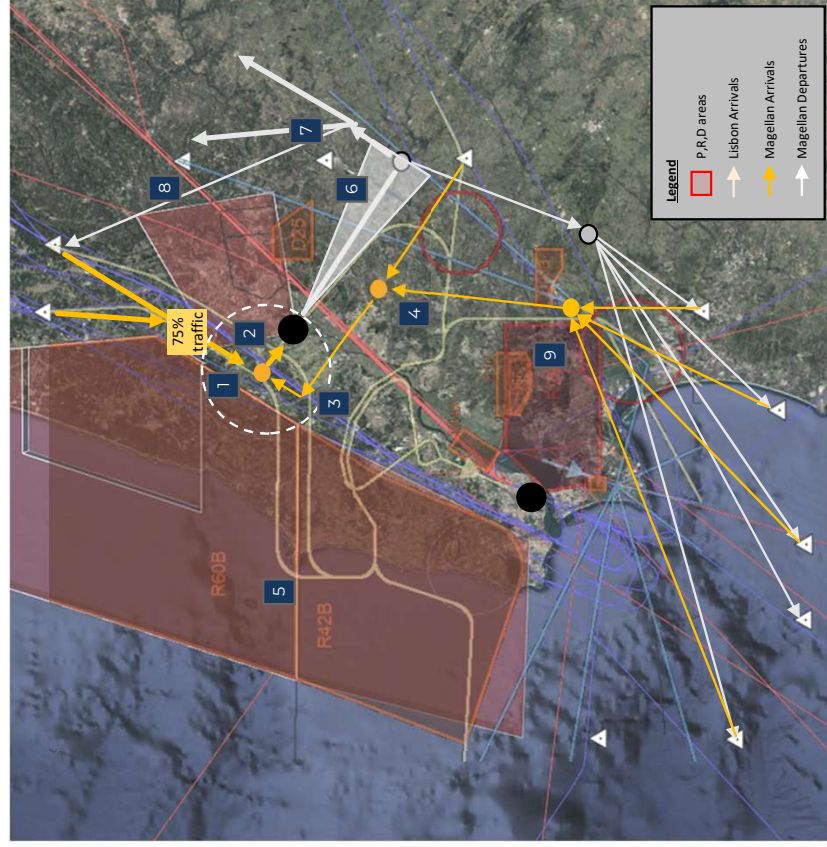 8
7
6
D25
75%
traffic
1
2
3
4
9
R60B
5
R42B
Legend
P,R,D areas
Lisbon Arrivals
Magellan Arrivals
Magellan Departures